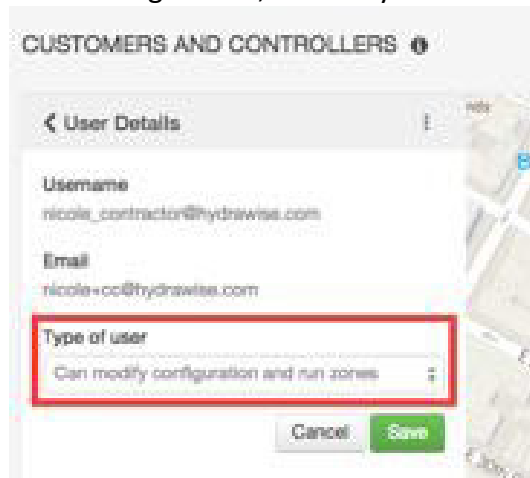 CUSTOMERS AND CONTROLLERS
User Details
Username
nicole_contractor@hydrawise.com
Email
nicole+cc@hydrawise.com
Type of user
Can modify configuration and run zones
Cancel Save